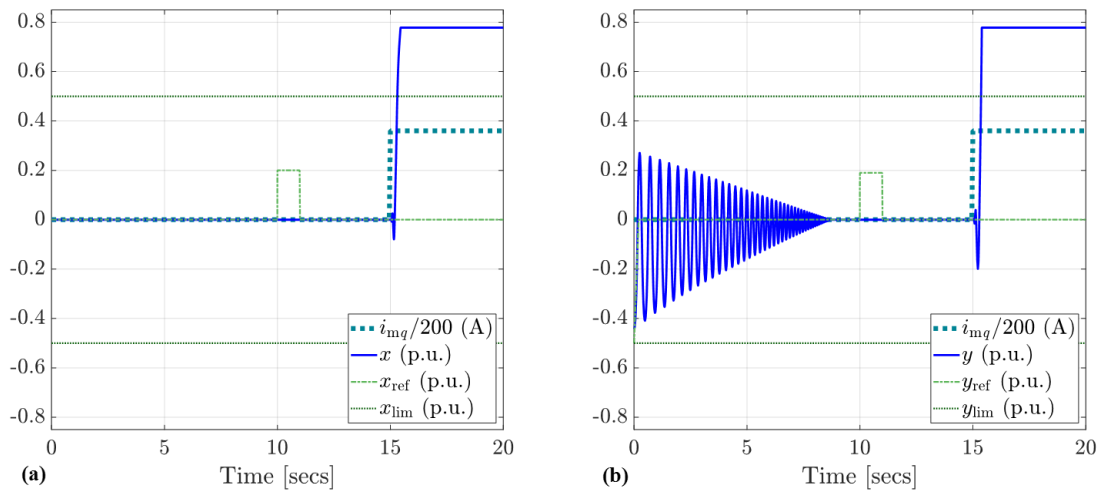 0.8
0.6
0.4
0.2
0
-0.2
-0.4
-0.6
-0.8
0 5 10 15 20
Time [secs]
(a)
i_mq/200 (A)
x (p.u.)
x_ref (p.u.)
x_lim (p.u.)
0.8
0.6
0.4
0.2
0
-0.2
-0.4
-0.6
-0.8
0 5 10 15 20
Time [secs]
(b)
i_mq/200 (A)
y (p.u.)
y_ref (p.u.)
y_lim (p.u.)